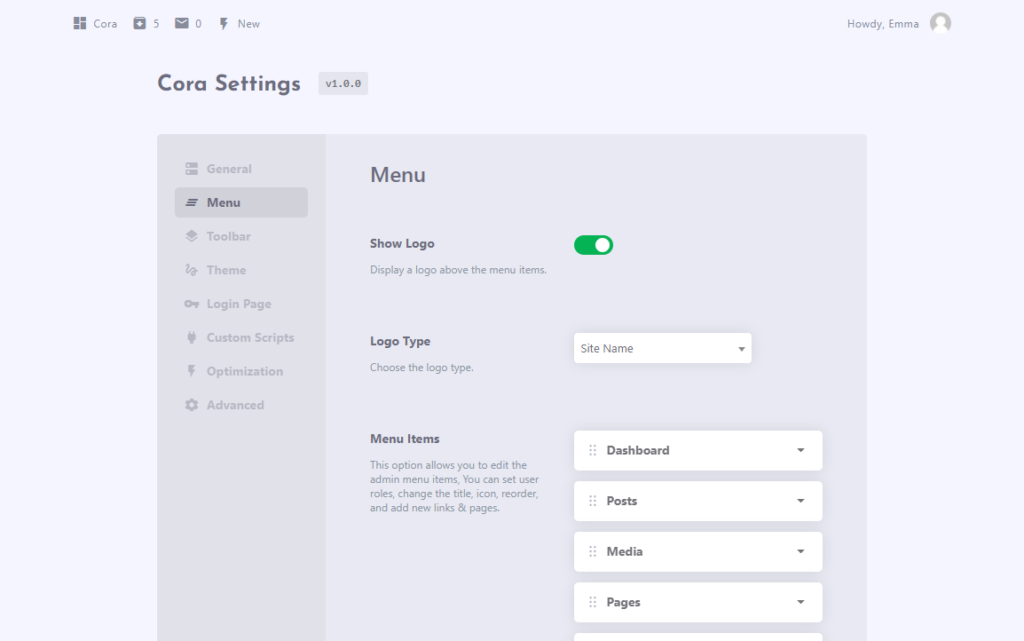 Cora 5 0 New Howdy, Emma
Cora Settings v1.0.0
General
Menu
Toolbar
Theme
Login Page
Custom Scripts
Optimization
Advanced
Menu
Show Logo
Display a logo above the menu items.
Logo Type
Choose the logo type.
Site Name
Menu Items
This option allows you to edit the
admin menu items, You can set user
roles, change the title, icon, reorder,
and add new links & pages.
Dashboard
Posts
Media
Pages